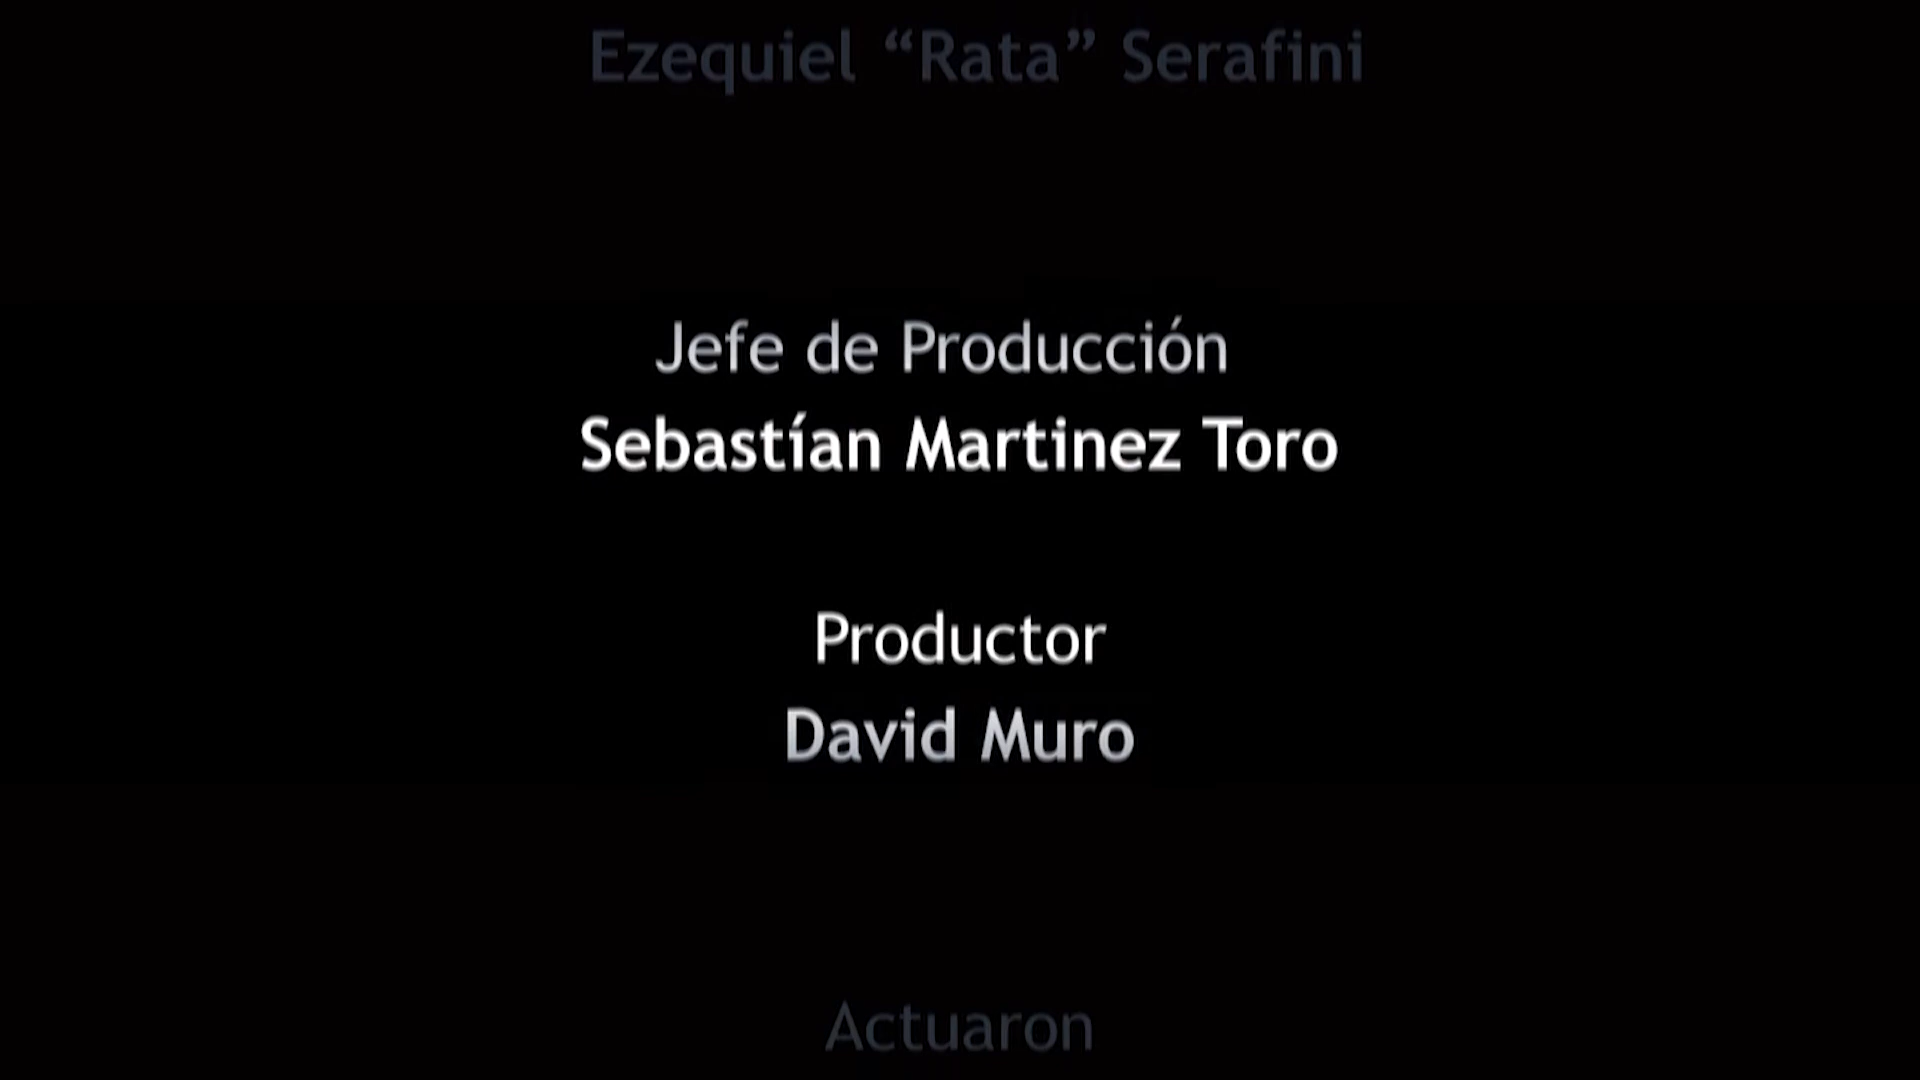 Ezequiel “Rata” Serafini
Jefe de Producción
Sebastían Martinez Toro
Productor
David Muro
Actuaron